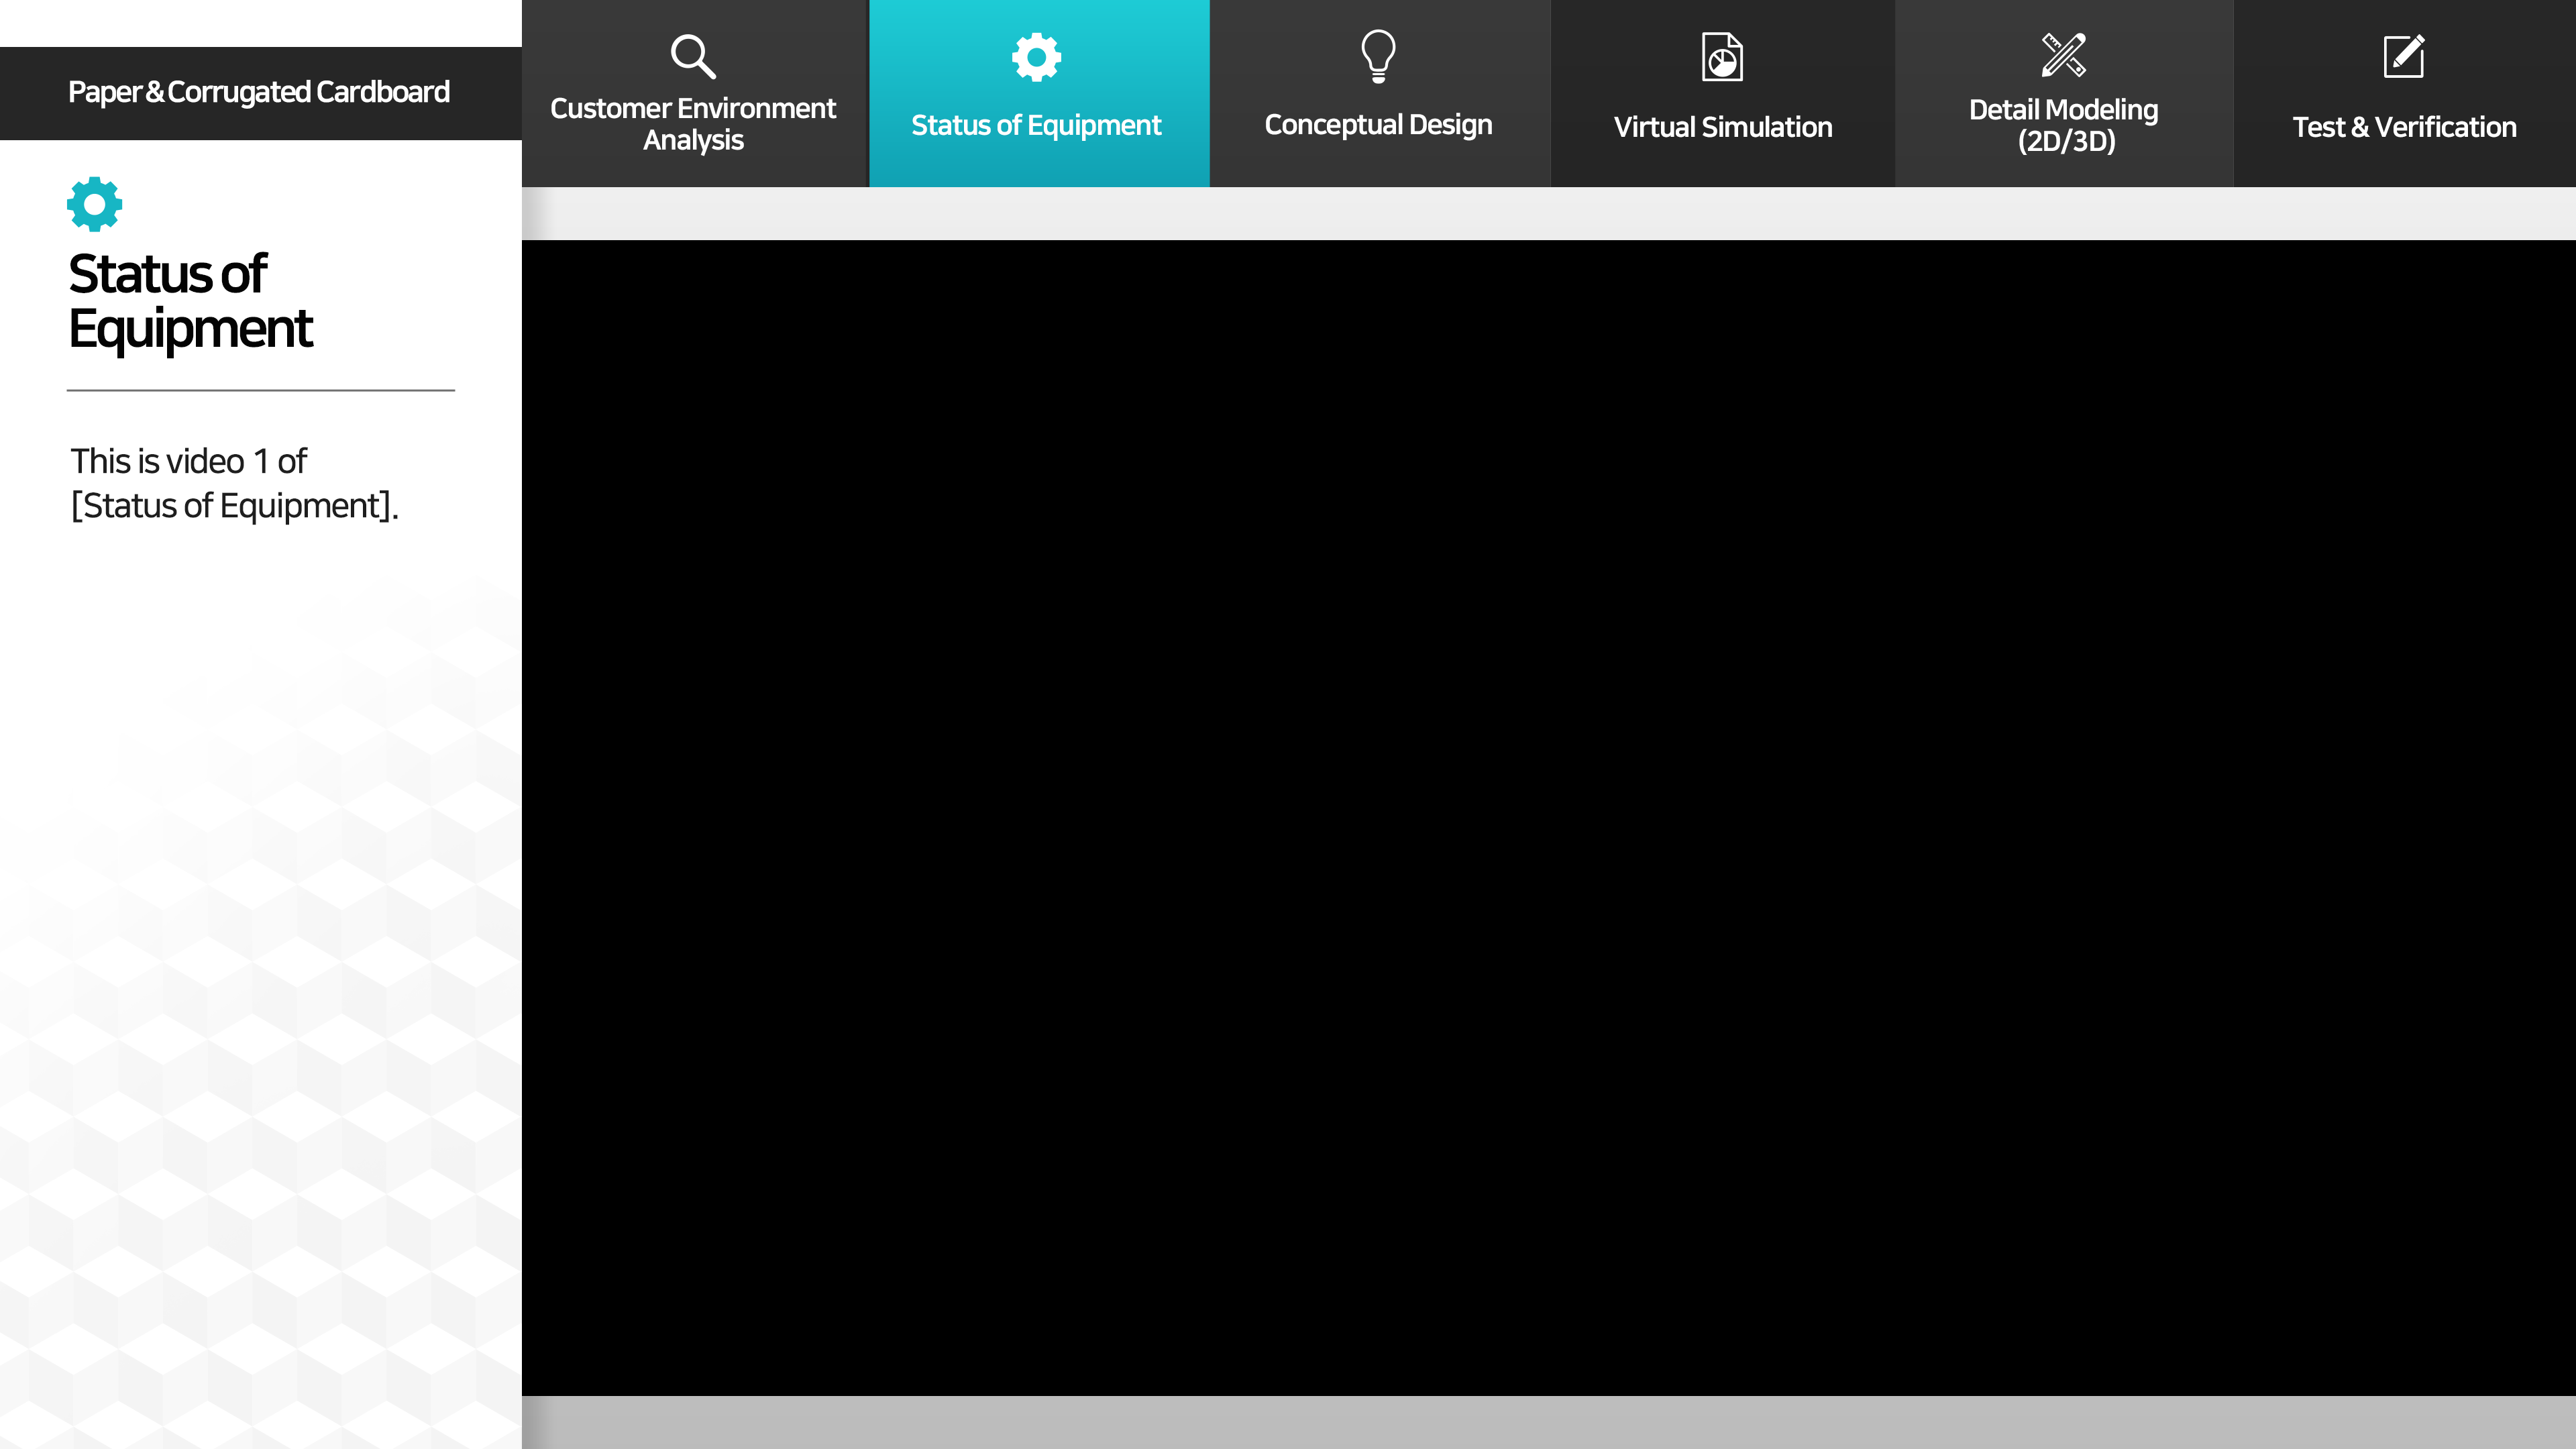 Paper & Corrugated Cardboard
Customer Environment
Analysis
Status of Equipment
Conceptual Design
Virtual Simulation
Detail Modeling
(2D/3D)
Test & Verification
Status of
Equipment
This is video 1 of
[Status of Equipment].